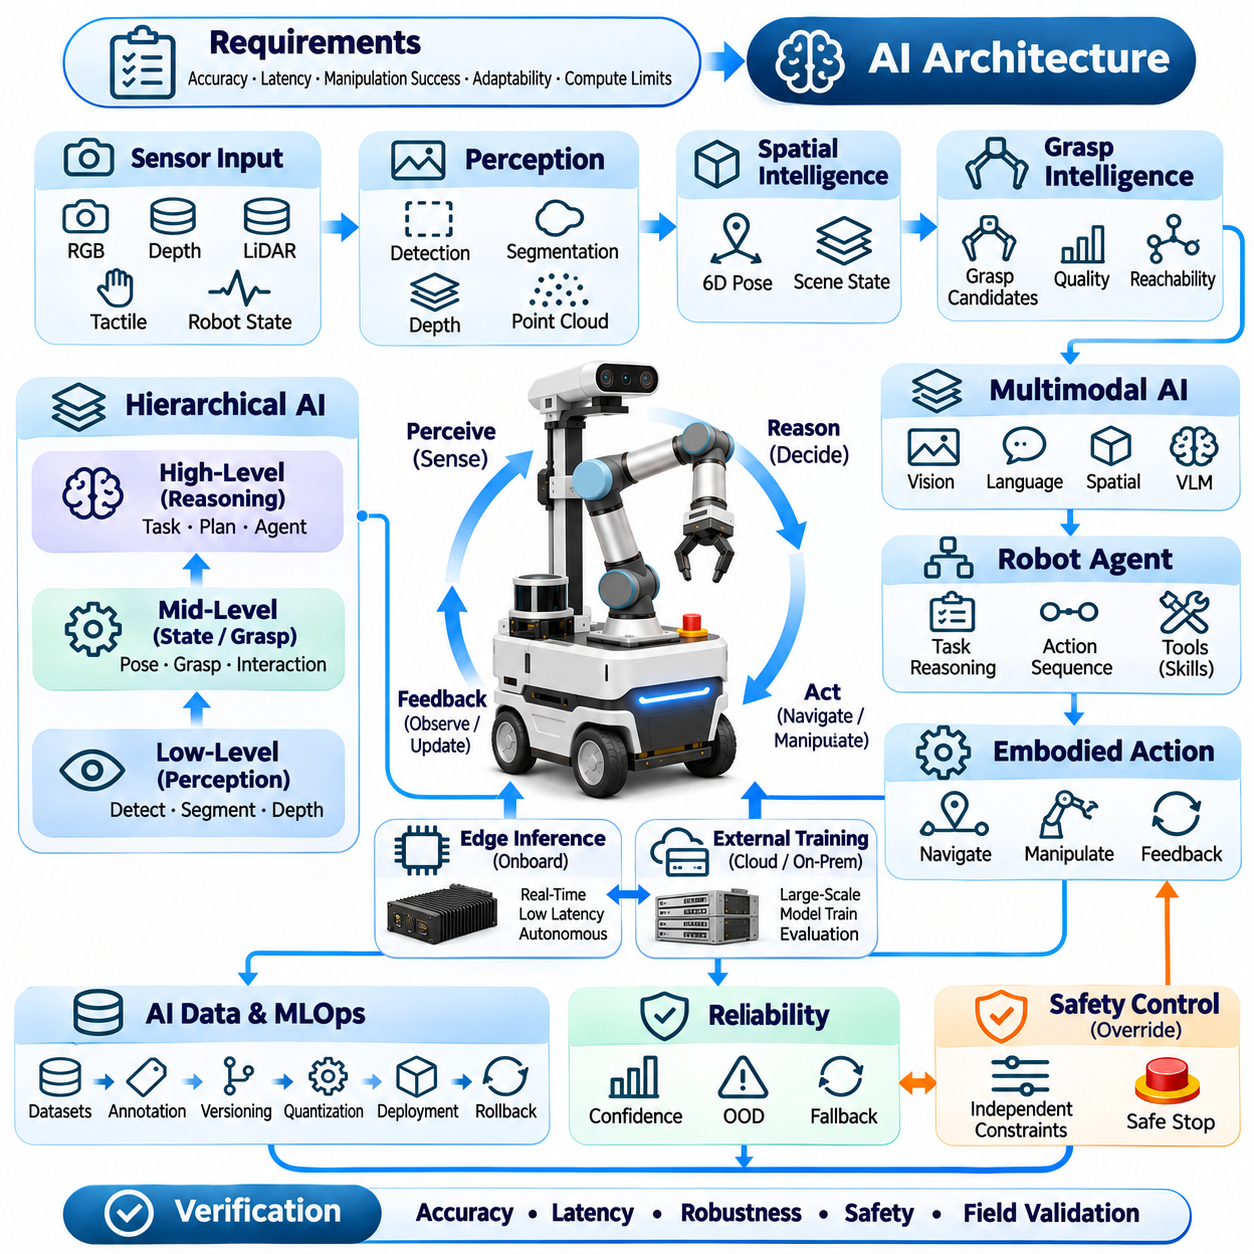 Requirements
Accuracy · Latency · Manipulation Success · Adaptability · Compute Limits
AI Architecture
Sensor Input
RGB
Depth
LiDAR
Tactile
Robot State
Perception
Detection
Segmentation
Depth
Point Cloud
Spatial
Intelligence
6D Pose
Scene State
Grasp
Intelligence
Grasp
Candidates
Quality
Reachability
Hierarchical AI
High-Level
(Reasoning)
Task · Plan · Agent
Mid-Level
(State / Grasp)
Pose · Grasp · Interaction
Low-Level
(Perception)
Detect · Segment · Depth
Perceive
(Sense)
Reason
(Decide)
Feedback
(Observe /
Update)
Act
(Navigate /
Manipulate)
Multimodal AI
Vision
Language
Spatial
VLM
Robot Agent
Task
Reasoning
Action
Sequence
Tools
(Skills)
Embodied Action
Navigate
Manipulate
Feedback
Edge Inference
(Onboard)
Real-Time
Low Latency
Autonomous
External Training
(Cloud / On-Prem)
Large-Scale
Model Train
Evaluation
AI Data & MLOps
Datasets
Annotation
Versioning
Quantization
Deployment
Rollback
Reliability
Confidence
OOD
Fallback
Safety Control
(Override)
Independent
Constraints
Safe Stop
Verification
Accuracy • Latency • Robustness • Safety • Field Validation